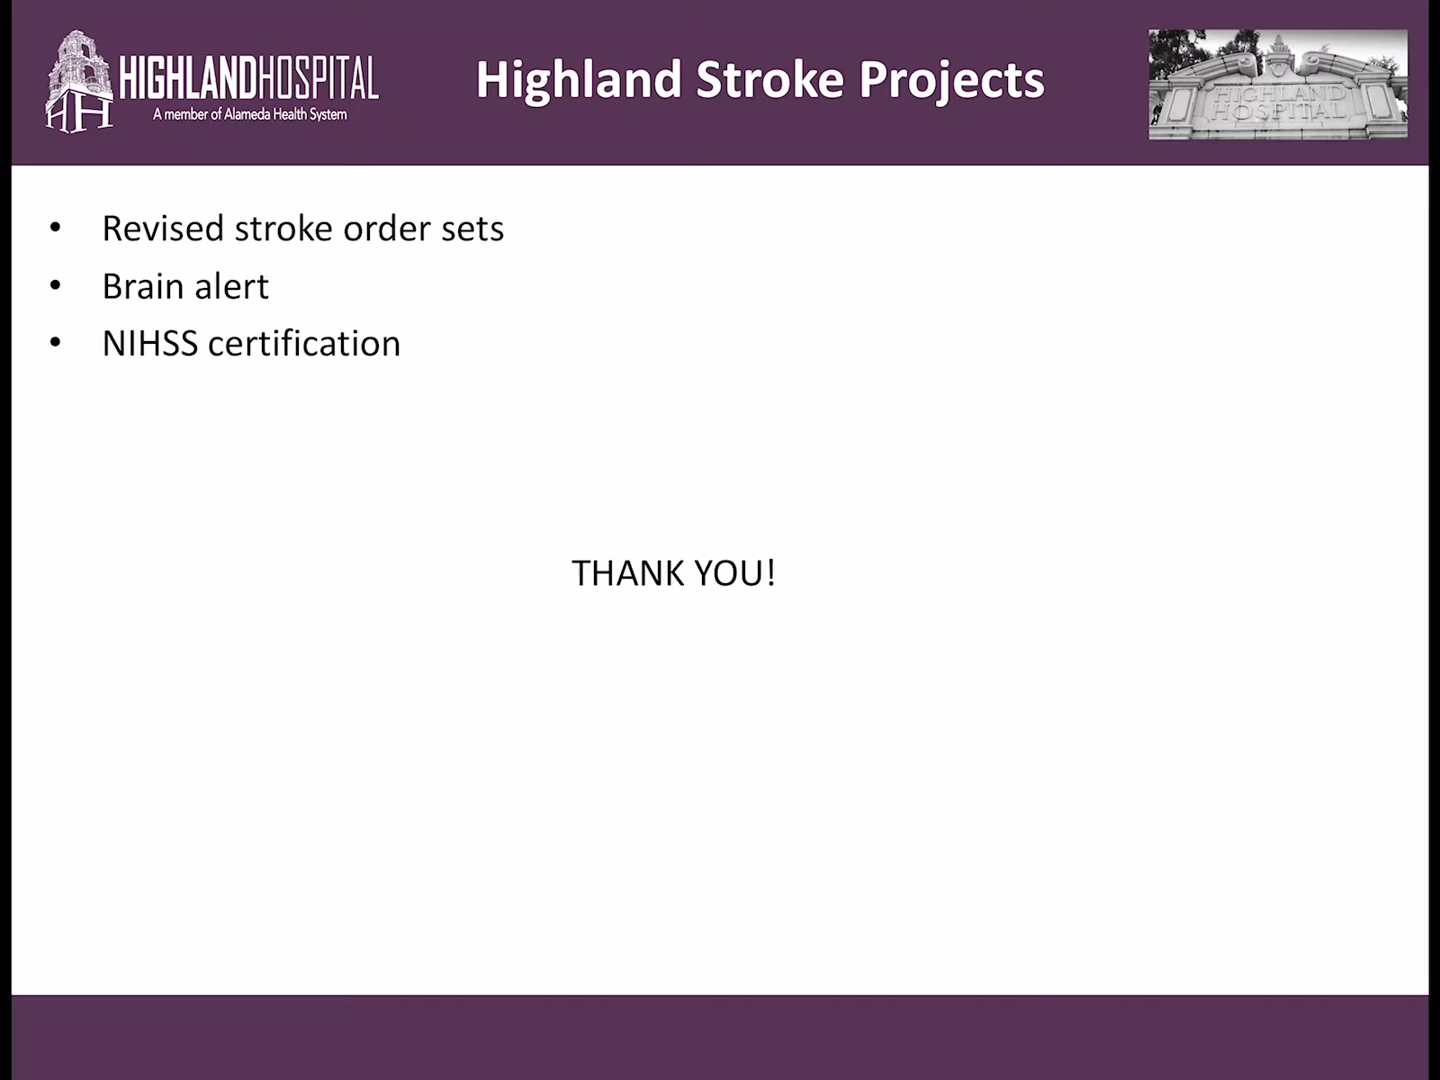 HIGHLANDHOSPITAL
A member of Alameda Health System
Highland Stroke Projects
HIGHLAND
HOSPITAL
• Revised stroke order sets
• Brain alert
• NIHSS certification
THANK YOU!